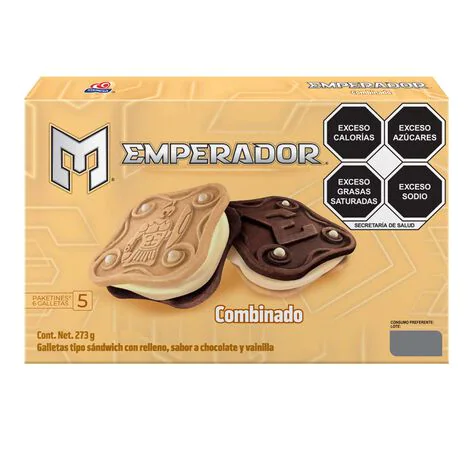 EMPERADOR
Combinado
EMPERADOR
EXCESO
CALORÍAS
EXCESO
AZÚCARES
EXCESO
GRASAS
SATURADAS
EXCESO
SODIO
SECRETARÍA DE SALUD
PAKETINES
6 GALLETAS
5
Combinado
Cont. Net. 273 g
Galletas tipo sándwich con relleno, sabor a chocolate y vainilla
CONSUMO PREFERENTE:
LOTE: